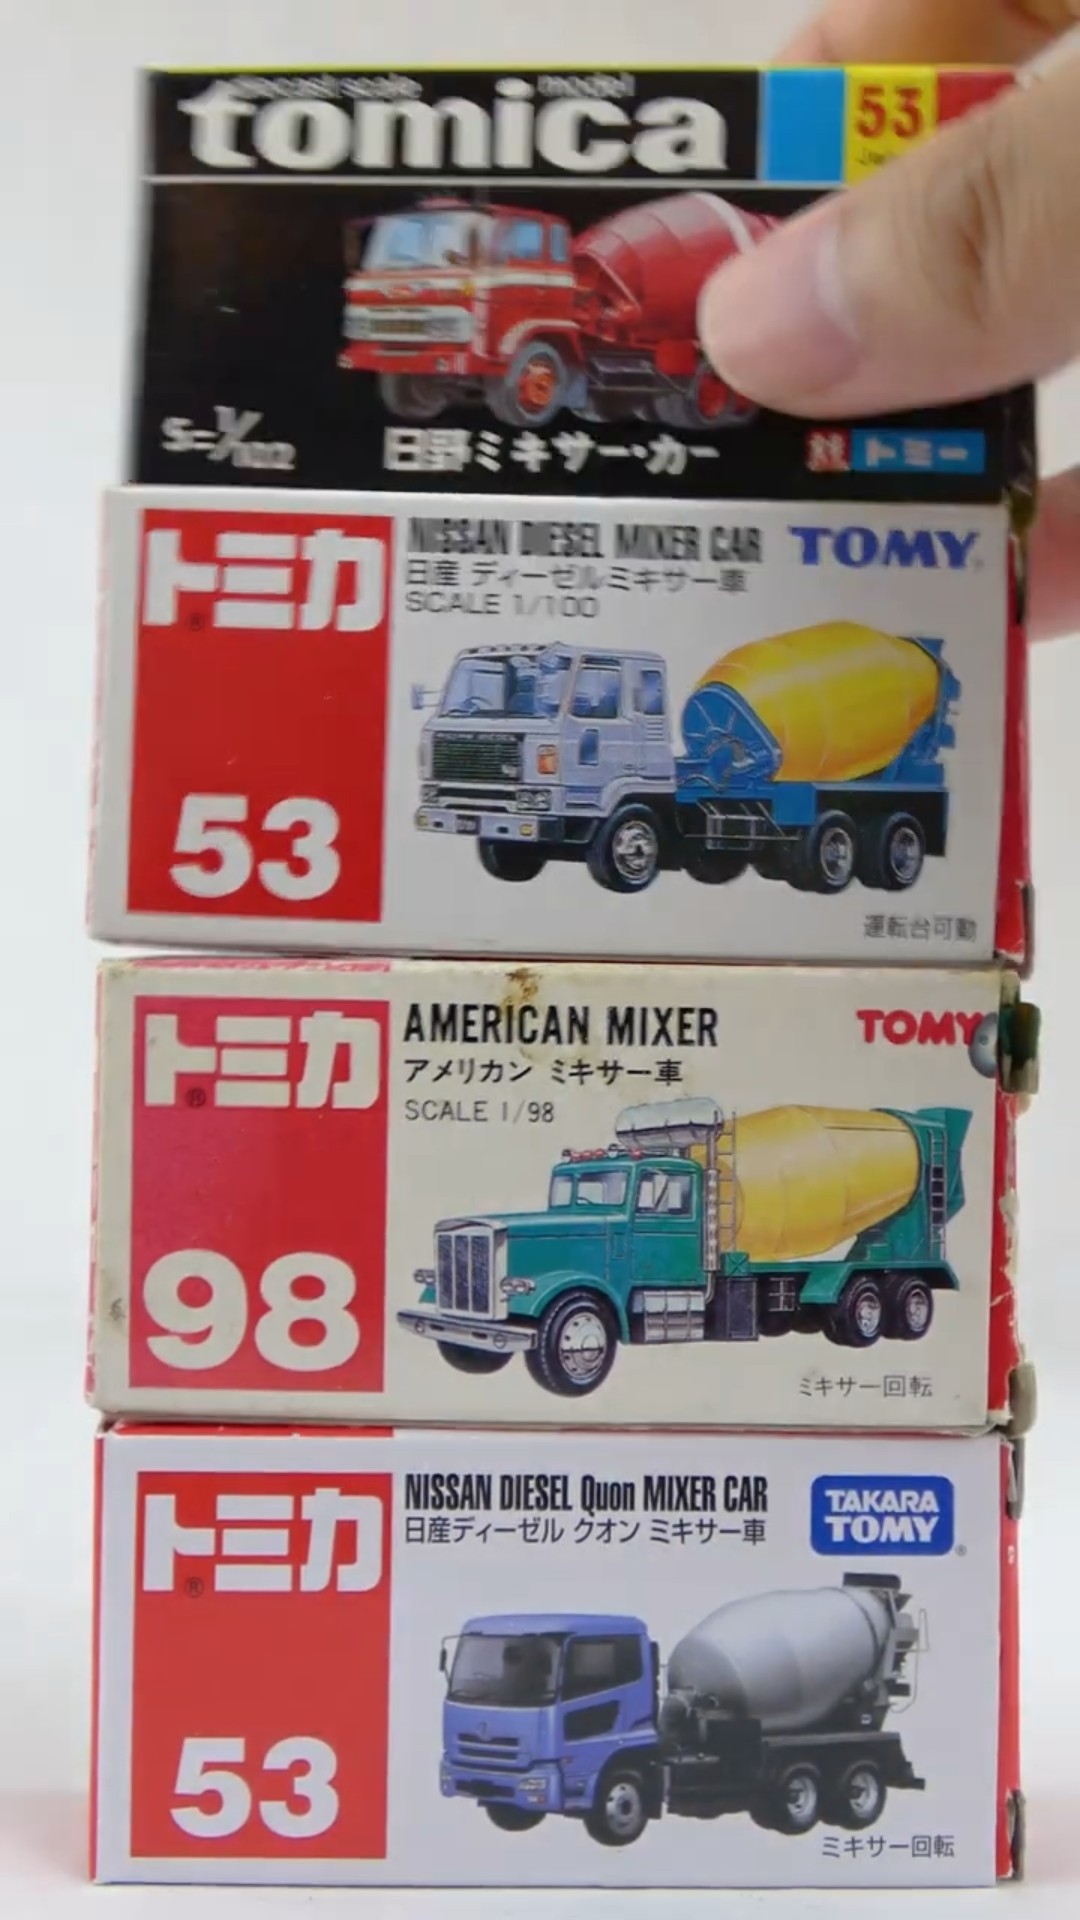 diecast scale model
tomica
53
S=1/102
日野ミキサー・カー
トミー
トミカ®
NISSAN DIESEL MIXER CAR
日産 ディーゼルミキサー車
SCALE 1/100
TOMY®
53
運転台可動
トミカ®
AMERICAN MIXER
アメリカン ミキサー車
SCALE 1/98
TOMY
98
ミキサー回転
トミカ®
NISSAN DIESEL Quon MIXER CAR
日産ディーゼル クオン ミキサー車
TAKARA
TOMY®
53
ミキサー回転